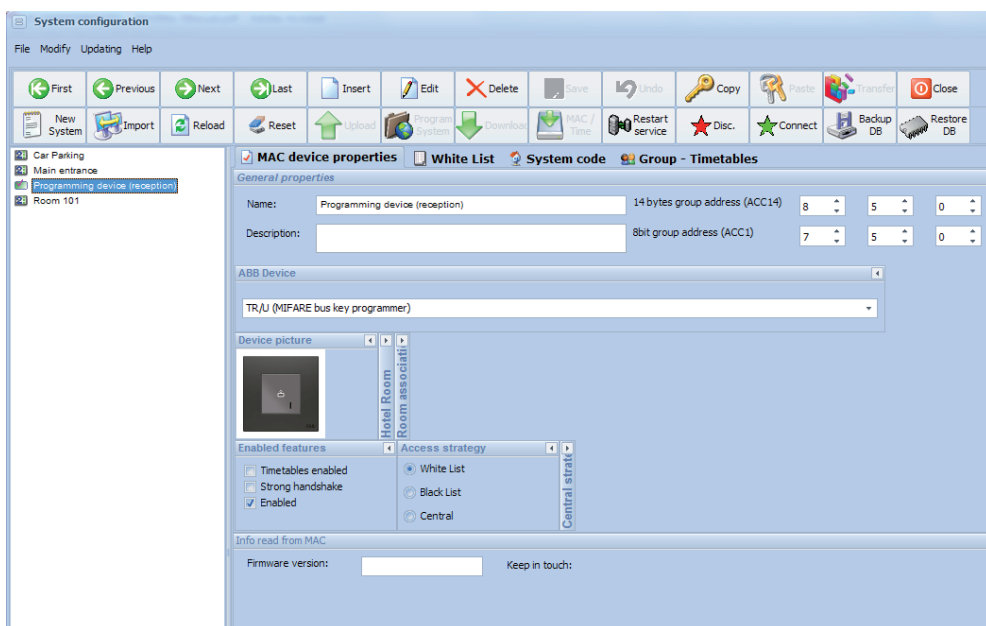 System configuration
File Modify Updating Help
First Previous Next Last Insert Edit Delete Save Undo Copy Paste Transfer Close
New System Import Reload Reset Upload Program System Download MAC / Time Restart service Disc. Connect Backup DB Restore DB
Car Parking
Main entrance
Programming device (reception)
Room 101
MAC device properties White List System code Group - Timetables
General properties
Name: Programming device (reception) 14 bytes group address (ACC14) 8 5 0
Description: 8bit group address (ACC1) 7 5 0
ABB Device
TR/U (MIFARE bus key programmer)
Device picture
Hotel Room
Room associati
Enabled features Access strategy
Central strate
Timetables enabled White List
Strong handshake Black List
Enabled
Central
Info read from MAC
Firmware version: Keep in touch: